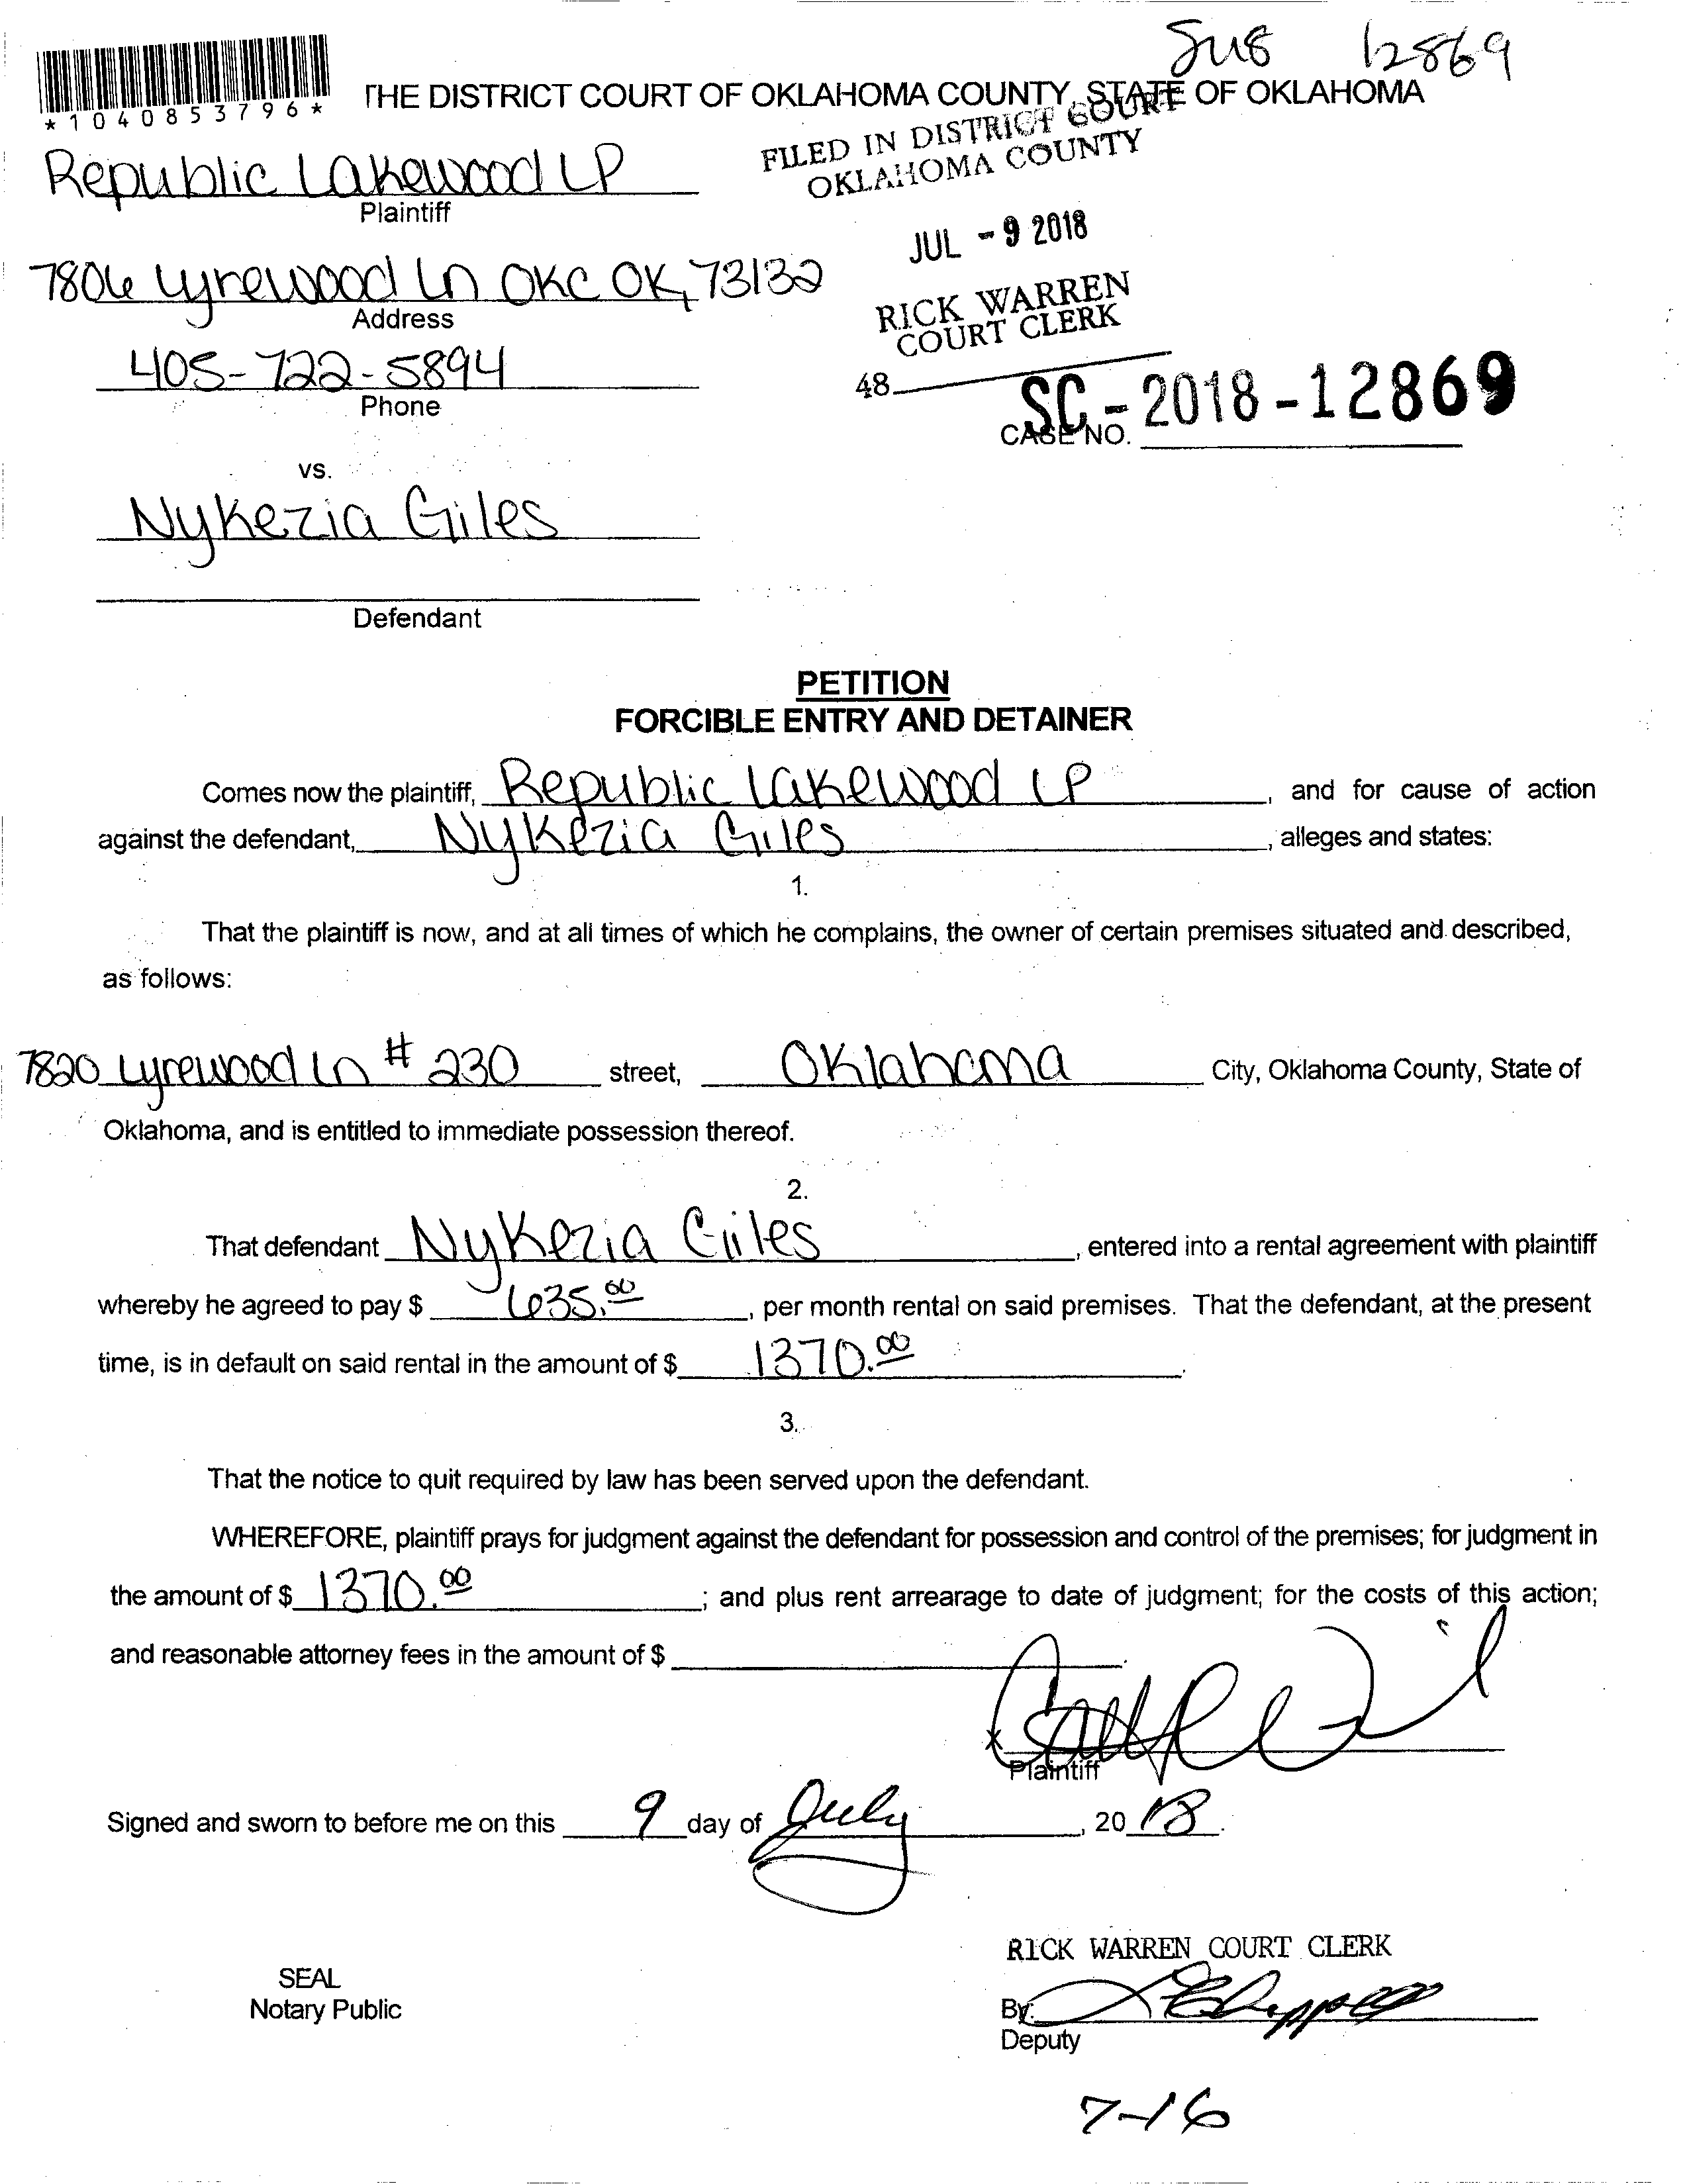 SUS 12869
*1040853796*
THE DISTRICT COURT OF OKLAHOMA COUNTY, STATE OF OKLAHOMA
FILED IN DISTRICT COURT
OKLAHOMA COUNTY
Republic Lakewood LP
Plaintiff
JUL - 9 2018
7806 Lyrewood Ln OKC OK, 73132
Address
RICK WARREN
COURT CLERK
405-722-5894
Phone
48
SC-2018-12869
CASE NO.
vs.
Nykezia Giles
Defendant
PETITION
FORCIBLE ENTRY AND DETAINER
Comes now the plaintiff, Republic Lakewood LP, and for cause of action
against the defendant, Nykezia Giles, alleges and states:
1.
That the plaintiff is now, and at all times of which he complains, the owner of certain premises situated and described,
as follows:
7820 Lyrewood Ln # 230 street, Oklahoma City, Oklahoma County, State of
Oklahoma, and is entitled to immediate possession thereof.
2.
That defendant Nykezia Giles, entered into a rental agreement with plaintiff
whereby he agreed to pay $ 635.00, per month rental on said premises. That the defendant, at the present
time, is in default on said rental in the amount of $ 1370.00.
3.
That the notice to quit required by law has been served upon the defendant.
WHEREFORE, plaintiff prays for judgment against the defendant for possession and control of the premises; for judgment in
the amount of $ 1370.00; and plus rent arrearage to date of judgment; for the costs of this action;
and reasonable attorney fees in the amount of $
x
Plaintiff
Signed and sworn to before me on this 9 day of July, 2018.
RICK WARREN COURT CLERK
SEAL
Notary Public
By:
Deputy
7-16